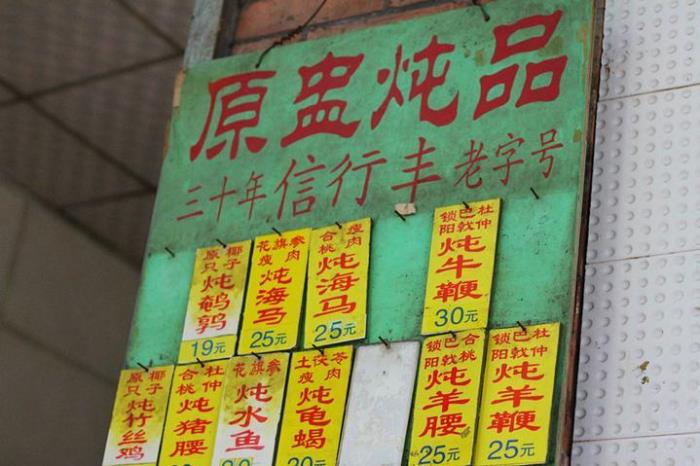 原盅炖品
三十年信行丰老字号
原只椰子
炖鹌鹑
19元
花旗参瘦肉
炖海马
25元
合桃瘦肉
炖海马
25元
锁阳巴戟杜仲
炖牛鞭
30元
原只椰子
炖竹丝鸡
合桃杜仲
炖猪腰
花旗参瘦肉
炖水鱼
土茯苓瘦肉
炖龟蝎
锁阳巴戟合桃
炖羊腰
25元
锁阳巴戟杜仲
炖羊鞭
25元